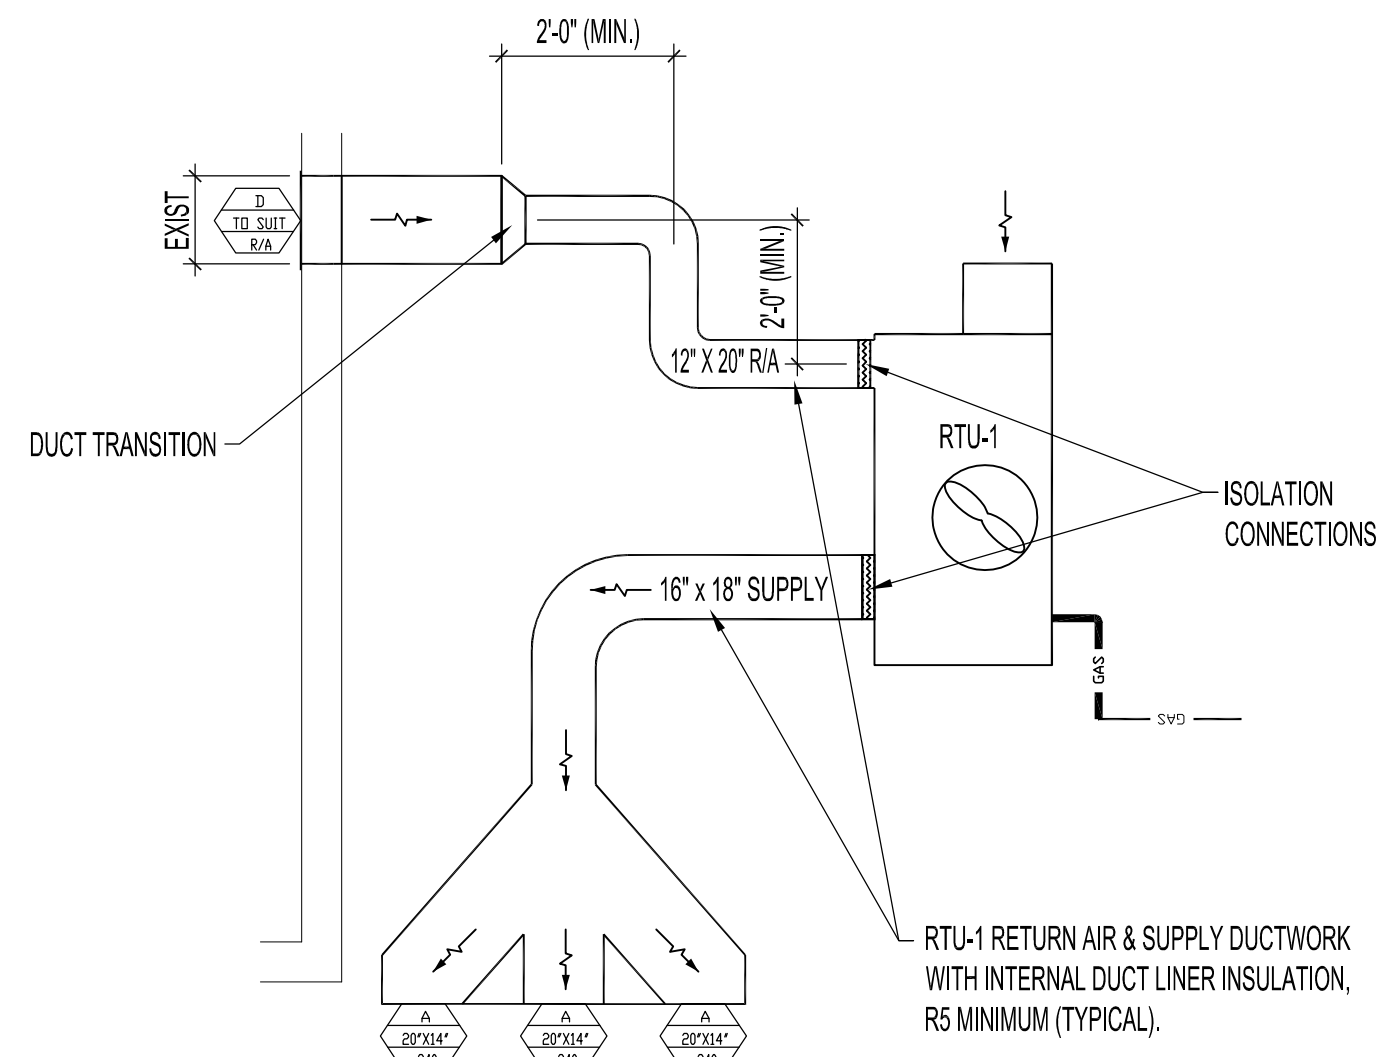 2'-0" (MIN.)
EXIST
D
TO SUIT
R/A
2'-0" (MIN.)
12" X 20" R/A
DUCT TRANSITION
RTU-1
ISOLATION
CONNECTIONS
16" x 18" SUPPLY
GAS
GAS
RTU-1 RETURN AIR & SUPPLY DUCTWORK
WITH INTERNAL DUCT LINER INSULATION,
R5 MINIMUM (TYPICAL).
A
20"X14"
A
20"X14"
A
20"X14"